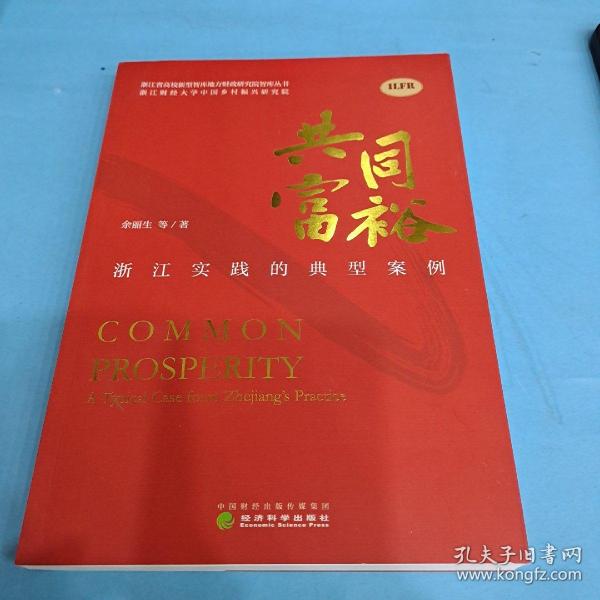 浙江省高校新型智库地方财政研究院智库丛书
浙江财经大学中国乡村振兴研究院
1LFR
共同
富裕
余丽生 等/著
浙江实践的典型案例
COMMON
PROSPERITY
A Typical Case from Zhejiang's Practice
中国财经出版传媒集团
经济科学出版社
Economic Science Press
孔夫子旧书网
www.kongfz.com